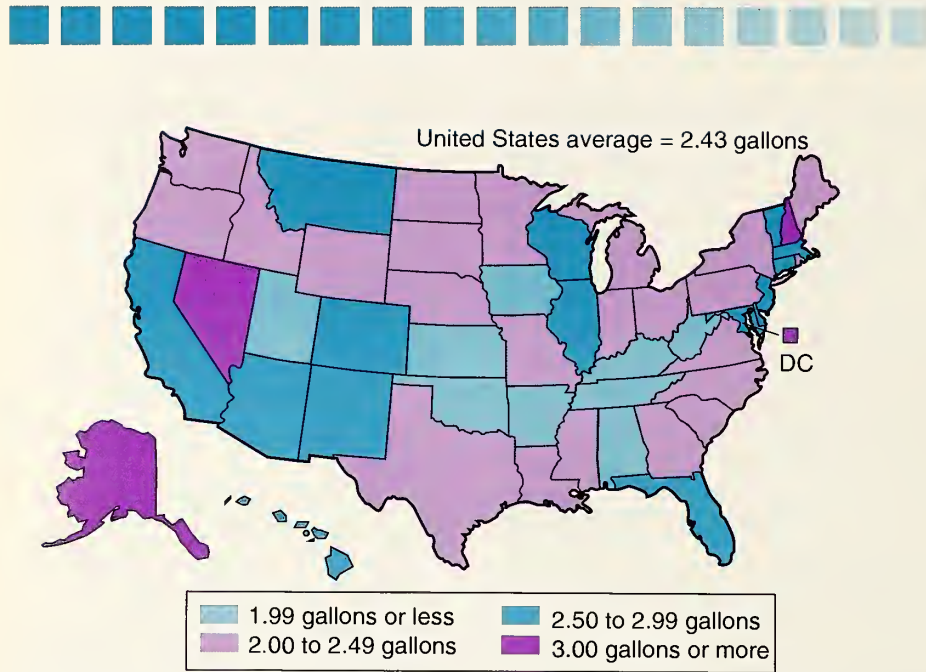 United States average = 2.43 gallons
DC
1.99 gallons or less
2.00 to 2.49 gallons
2.50 to 2.99 gallons
3.00 gallons or more